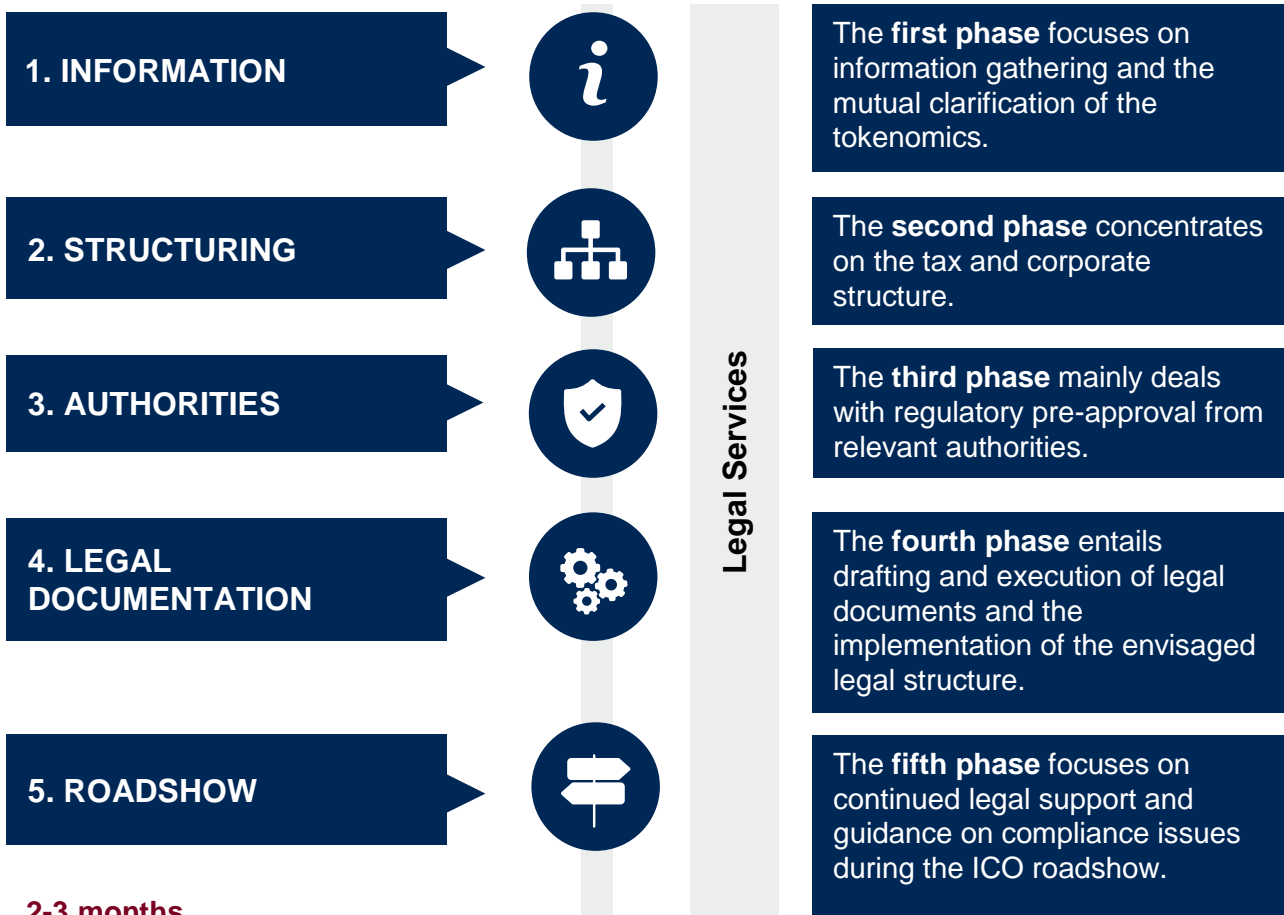 1. INFORMATION
The first phase focuses on
information gathering and the
mutual clarification of the
tokenomics.
2. STRUCTURING
The second phase concentrates
on the tax and corporate
structure.
3. AUTHORITIES
The third phase mainly deals
with regulatory pre-approval from
relevant authorities.
Legal Services
4. LEGAL
DOCUMENTATION
The fourth phase entails
drafting and execution of legal
documents and the
implementation of the envisaged
legal structure.
5. ROADSHOW
The fifth phase focuses on
continued legal support and
guidance on compliance issues
during the ICO roadshow.
2-3 months